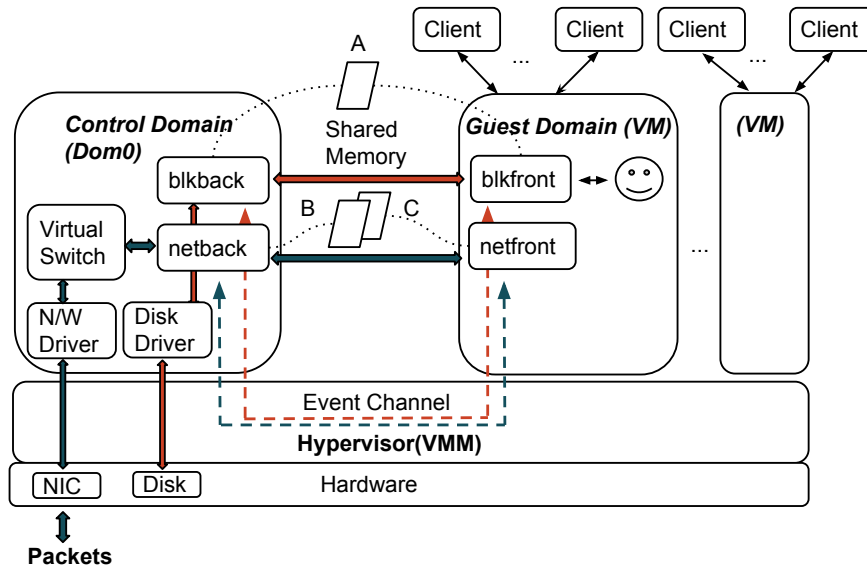 Client
...
Client
Client
...
Client
A
Control Domain
(Dom0)
Shared
Memory
Guest Domain (VM)
(VM)
blkback
blkfront
B
C
Virtual
Switch
netback
netfront
...
N/W
Driver
Disk
Driver
Event Channel
Hypervisor(VMM)
NIC
Disk
Hardware
Packets